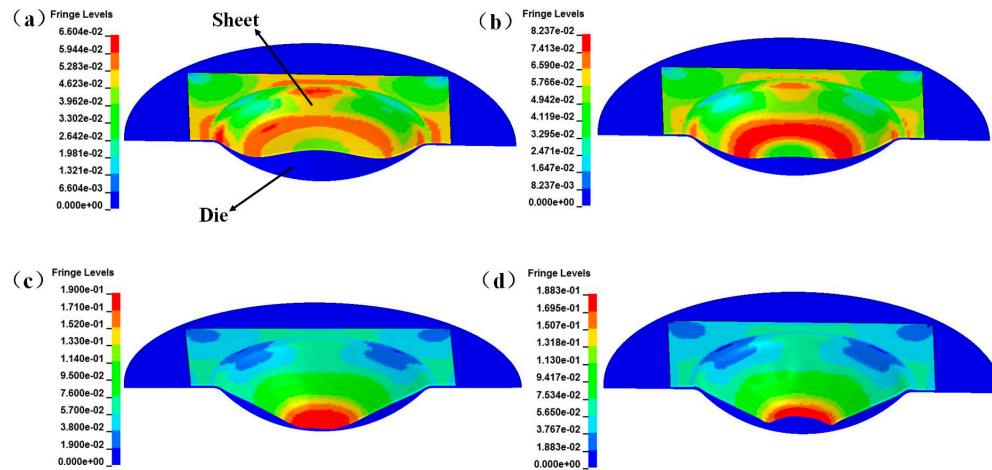 (a)
Fringe Levels
6.604e-02
5.944e-02
5.283e-02
4.623e-02
3.962e-02
3.302e-02
2.642e-02
1.981e-02
1.321e-02
6.604e-03
0.000e+00
Sheet
Die
(b)
Fringe Levels
8.237e-02
7.413e-02
6.590e-02
5.766e-02
4.942e-02
4.119e-02
3.295e-02
2.471e-02
1.647e-02
8.237e-03
0.000e+00
(c)
Fringe Levels
1.900e-01
1.710e-01
1.520e-01
1.330e-01
1.140e-01
9.500e-02
7.600e-02
5.700e-02
3.800e-02
1.900e-02
0.000e+00
(d)
Fringe Levels
1.883e-01
1.695e-01
1.507e-01
1.318e-01
1.130e-01
9.417e-02
7.534e-02
5.650e-02
3.767e-02
1.883e-02
0.000e+00